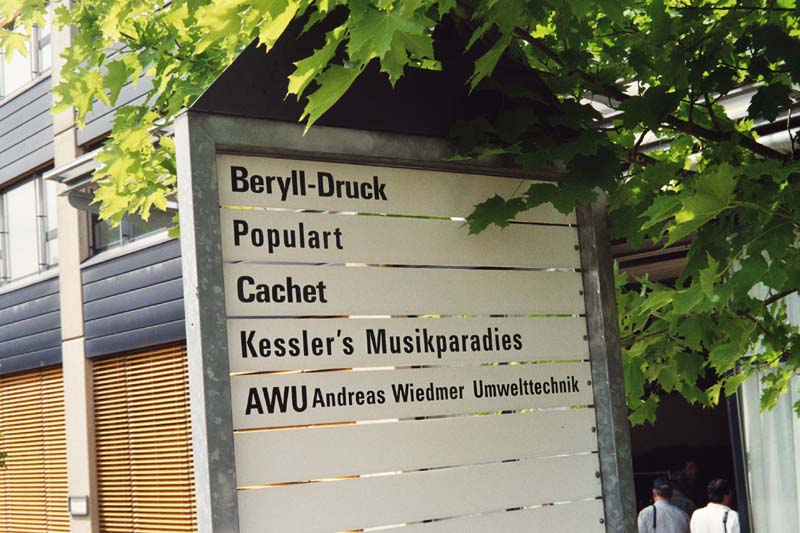 Beryll-Druck
Populart
Cachet
Kessler's Musikparadies
AWU Andreas Wiedmer Umwelttechnik